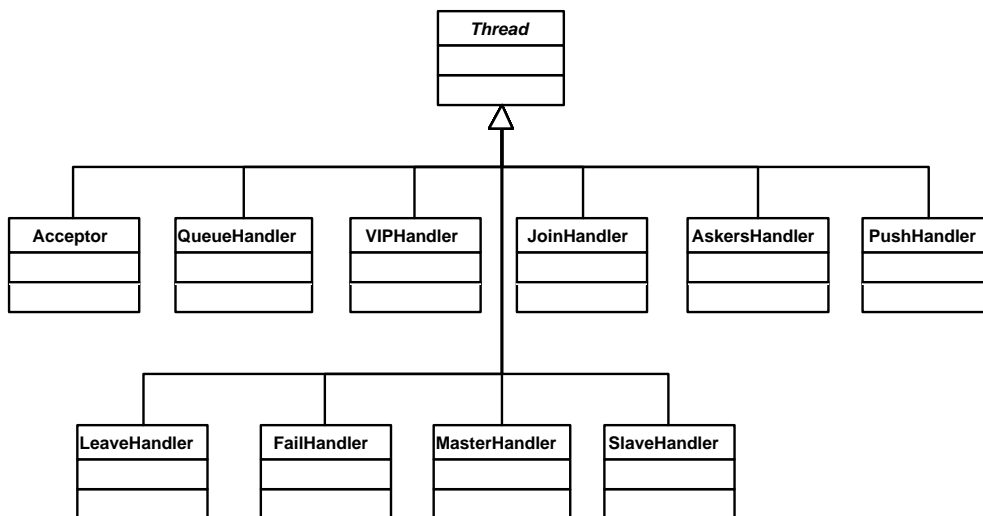 Thread
Acceptor QueueHandler VIPHandler JoinHandler AskersHandler PushHandler
LeaveHandler FailHandler MasterHandler SlaveHandler